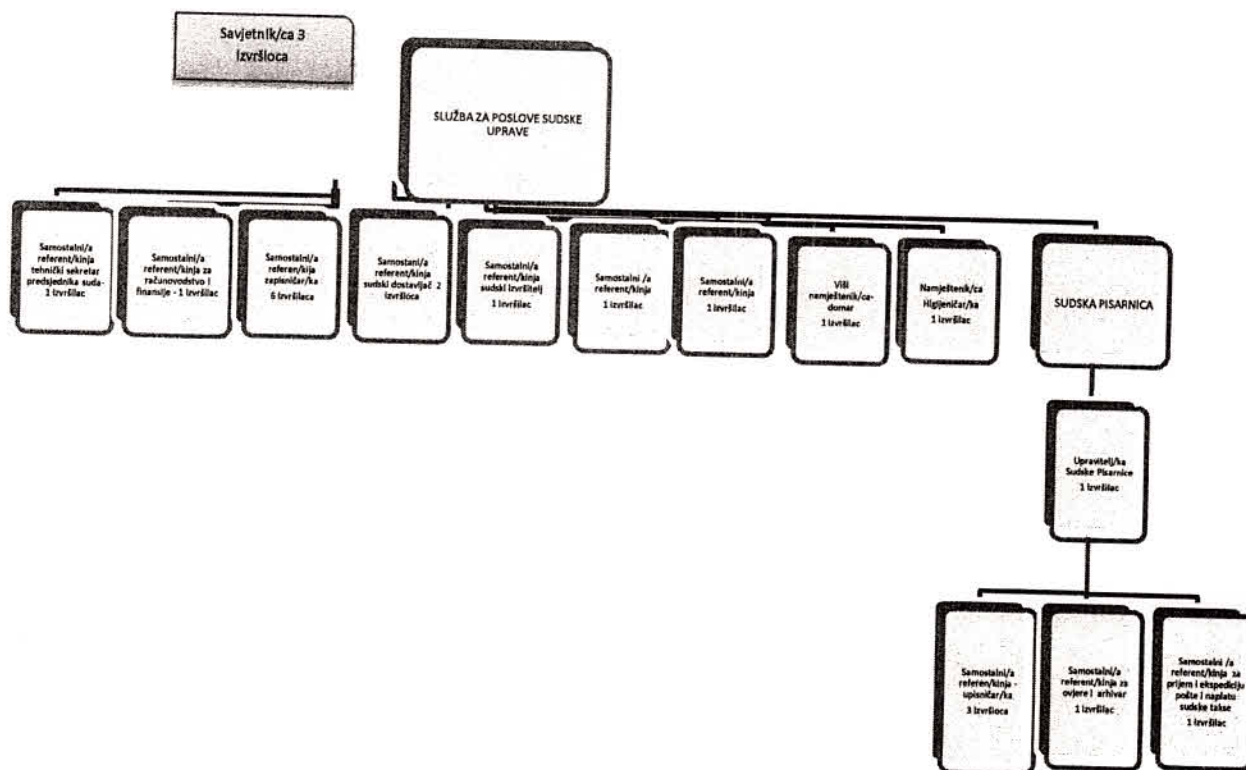 Savjetnik/ca 3
izvršioca
SLUŽBA ZA POSLOVE SUDSKE
UPRAVE
Samostalni/a
referent/kinja
tehnički sekretar
predsjednika suda-
1 izvršilac
Samostalni/a
referent/kinja za
računovodstvo i
finansije - 1 izvršilac
Samostalni/a
referen/kija
zapisničar/ka
6 izvršilaca
Samostani/a
referent/kinja
sudski dostavljač 2
izvršioca
Samostalni/a
referent/kinja
sudski izvršitelj
1 izvršilac
Samostalni /a
referent/kinja
1 izvršilac
Samostalni/a
referent/kinja
1 izvršilac
Viši
namještenik/ca-
domar
1 izvršilac
Namještenik/ca
Higijeničar/ka
1 izvršilac
SUDSKA PISARNICA
Upravitelj/ka
Sudske Pisarnice
1 izvršilac
Samostalni/a
referen/kinja -
upisničar/ka
3 izvršioca
Samostalni/a
referent/kinja za
ovjere i arhivar
1 izvršilac
Samostalni /a
referent/kinja za
prijem i ekspediciju
pošte i naplatu
sudske takse
1 izvršilac